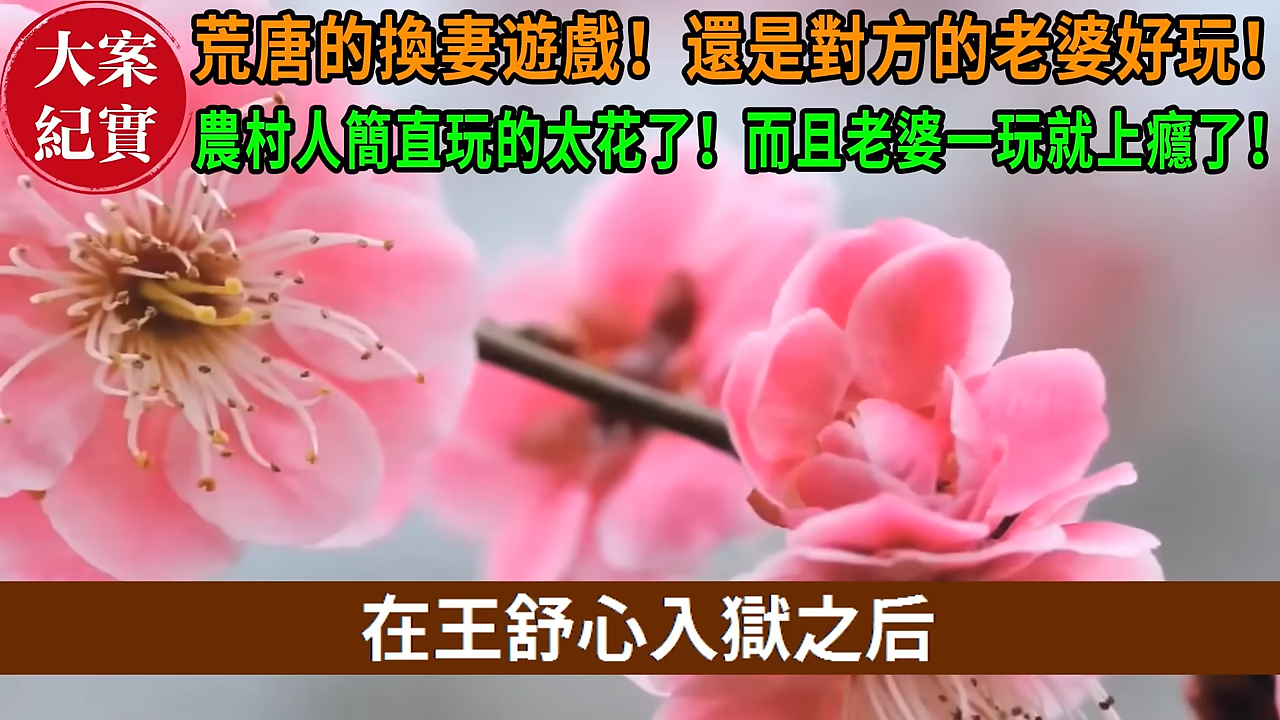 大案
紀實
荒唐的換妻遊戲！還是對方的老婆好玩！
農村人簡直玩的太花了！而且老婆一玩就上癮了！
在王舒心入獄之后